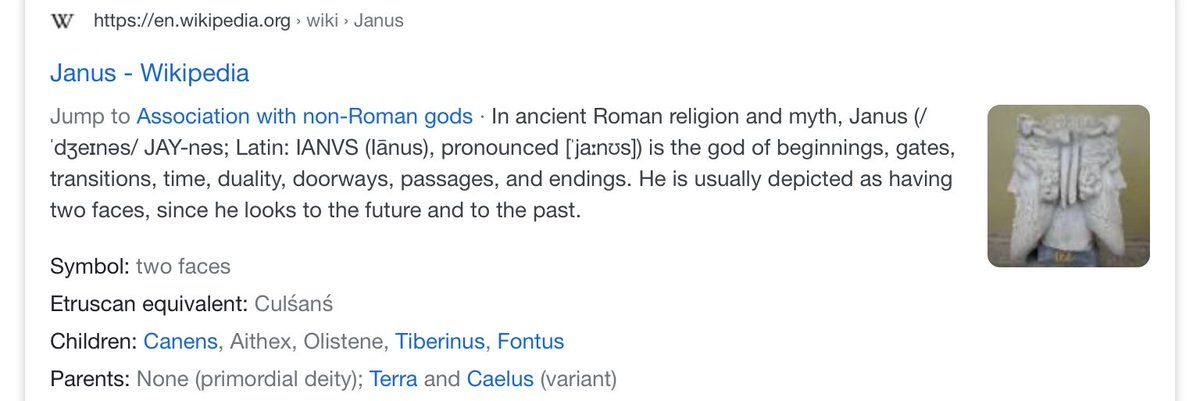 W https://en.wikipedia.org › wiki › Janus
Janus - Wikipedia
Jump to Association with non-Roman gods · In ancient Roman religion and myth, Janus (/
ˈdʒeɪnəs/ JAY-nəs; Latin: IANVS (Iānus), pronounced [ˈjaːnʊs]) is the god of beginnings, gates,
transitions, time, duality, doorways, passages, and endings. He is usually depicted as having
two faces, since he looks to the future and to the past.
Symbol: two faces
Etruscan equivalent: Culśanś
Children: Canens, Aithex, Olistene, Tiberinus, Fontus
Parents: None (primordial deity); Terra and Caelus (variant)